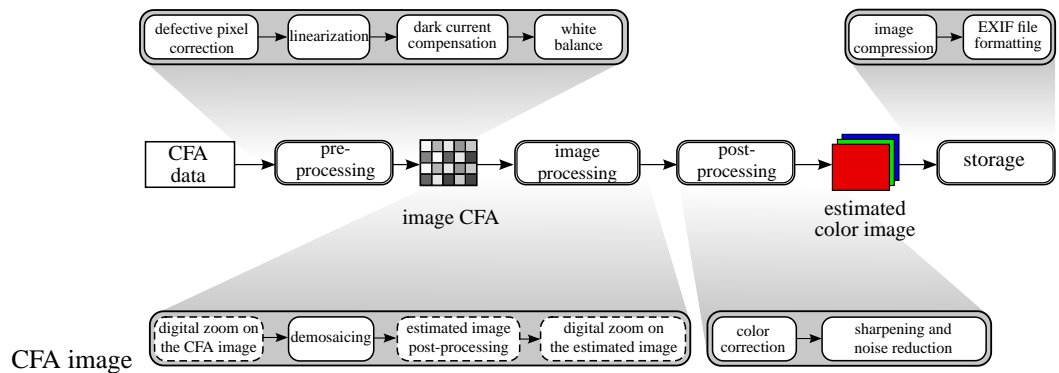 defective pixel
correction
linearization
dark current
compensation
white
balance
image
compression
EXIF file
formatting
CFA
data
pre-
processing
image CFA
image
processing
post-
processing
estimated
color image
storage
digital zoom on
the CFA image
demosaicing
estimated image
post-processing
digital zoom on
the estimated image
color
correction
sharpening and
noise reduction
CFA image